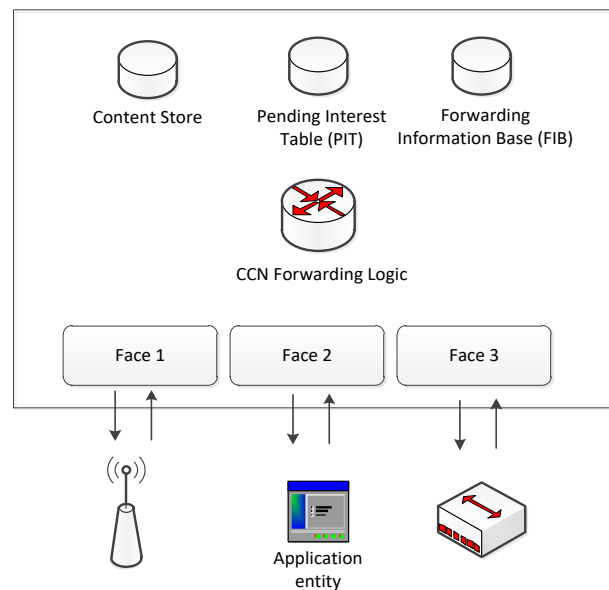 Content Store
Pending Interest
Table (PIT)
Forwarding
Information Base (FIB)
CCN Forwarding Logic
Face 1
Face 2
Face 3
Application
entity